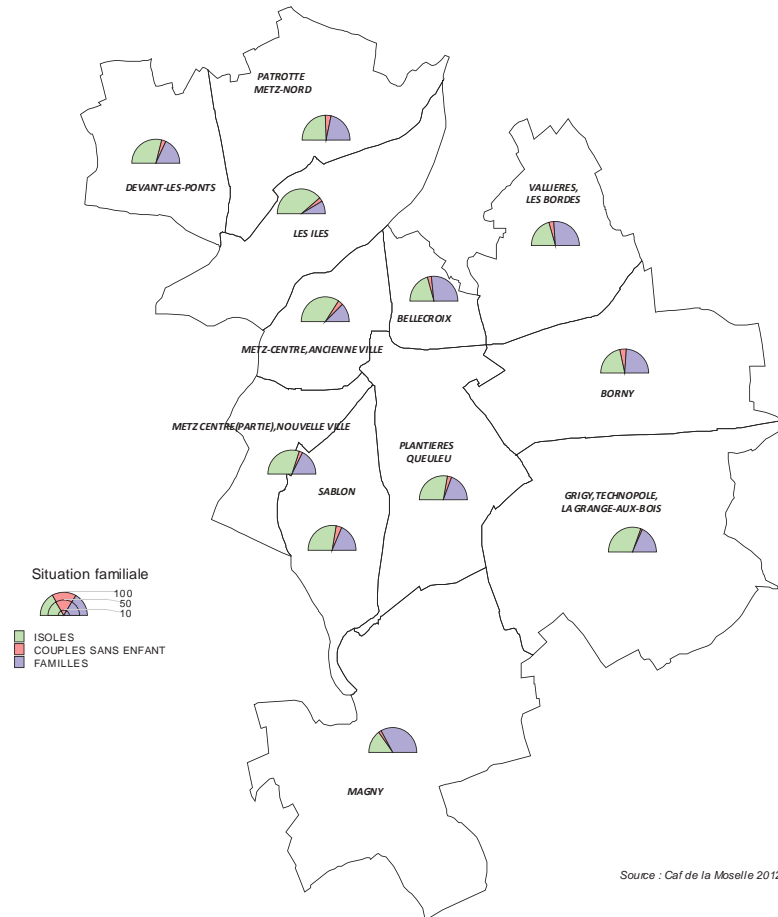 PATROTTE
METZ-NORD
DEVANT-LES-PONTS
VALLIERES,
LES BORDES
LES ILES
BELLECROIX
METZ-CENTRE,ANCIENNE VILLE
BORNY
METZ CENTRE(PARTIE),NOUVELLE VILLE
PLANTIERES
QUEULEU
SABLON
GRIGY,TECHNOPOLE,
LA GRANGE-AUX-BOIS
Situation familiale
100
50
10
ISOLES
COUPLES SANS ENFANT
FAMILLES
MAGNY
Source : Caf de la Moselle 2012